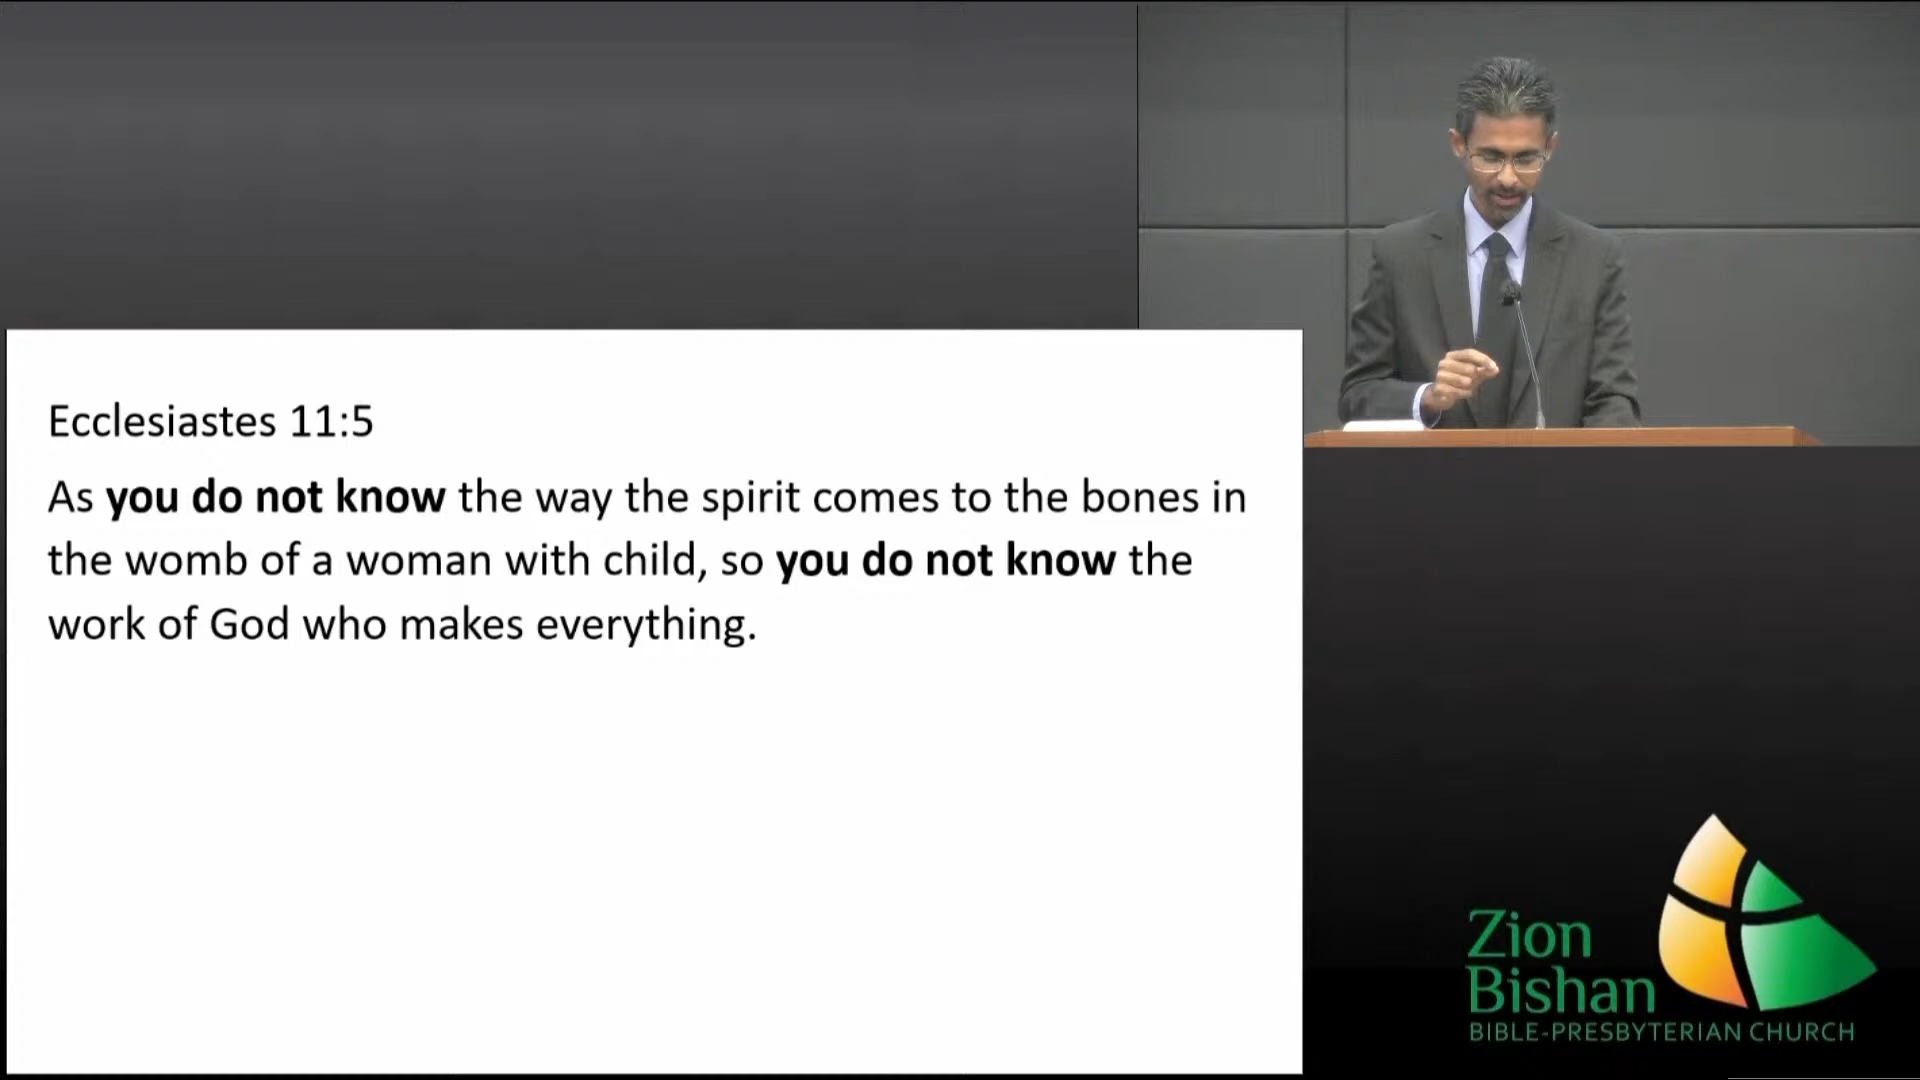 Ecclesiastes 11:5
As you do not know the way the spirit comes to the bones in
the womb of a woman with child, so you do not know the
work of God who makes everything.
Zion
Bishan
BIBLE-PRESBYTERIAN CHURCH